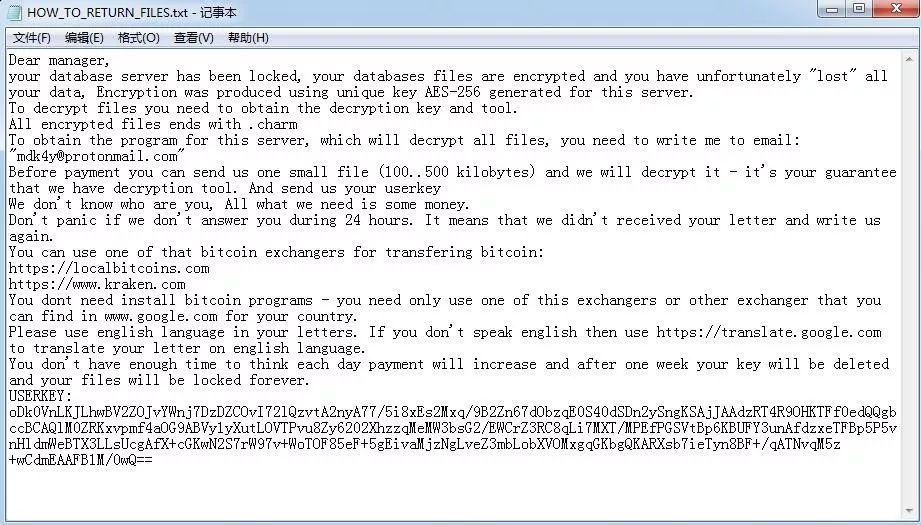 HOW_TO_RETURN_FILES.txt - 记事本
文件(F) 编辑(E) 格式(O) 查看(V) 帮助(H)
Dear manager,
your database server has been locked, your databases files are encrypted and you have unfortunately "lost" all
your data, Encryption was produced using unique key AES-256 generated for this server.
To decrypt files you need to obtain the decryption key and tool.
All encrypted files ends with .charm
To obtain the program for this server, which will decrypt all files, you need to write me to email:
"mdk4y@protonmail.com"
Before payment you can send us one small file (100..500 kilobytes) and we will decrypt it - it's your guarantee
that we have decryption tool. And send us your userkey
We don't know who are you, All what we need is some money.
Don't panic if we don't answer you during 24 hours. It means that we didn't received your letter and write us
again.
You can use one of that bitcoin exchangers for transfering bitcoin:
https://localbitcoins.com
https://www.kraken.com
You dont need install bitcoin programs - you need only use one of this exchangers or other exchanger that you
can find in www.google.com for your country.
Please use english language in your letters. If you don't speak english then use https://translate.google.com
to translate your letter on english language.
You don't have enough time to think each day payment will increase and after one week your key will be deleted
and your files will be locked forever.
USERKEY:
oDk0VnLKJLhwBV2ZOJvYWnj7DzDZCOvI72lQzvtA2nyA77/5i8xEs2Mxq/9B2Zn67dObzqE0S40dSDn2ySngKSAjJAAdzRT4R9OHKTFf0edQQgb
ccBCAQlM0ZRKxvpmf4aOG9ABVy1yXutLOVTPvu8Zy6202XhzzqMeMW3bsG2/EWCrZ3RC8qLi7MXT/MPEfPGSVtBp6KBUFY3unAfdzxeTFBp5P5v
nHldmWeBTX3LLsUcgAfX+cGKwN2S7rW97v+WoTOF85eF+5gEivaMjzNgLveZ3mbLobXVOMxgqGKbgQKARXsb7ieTyn8BF+/qATNvqM5z
+wCdmEAAFB1M/0wQ==